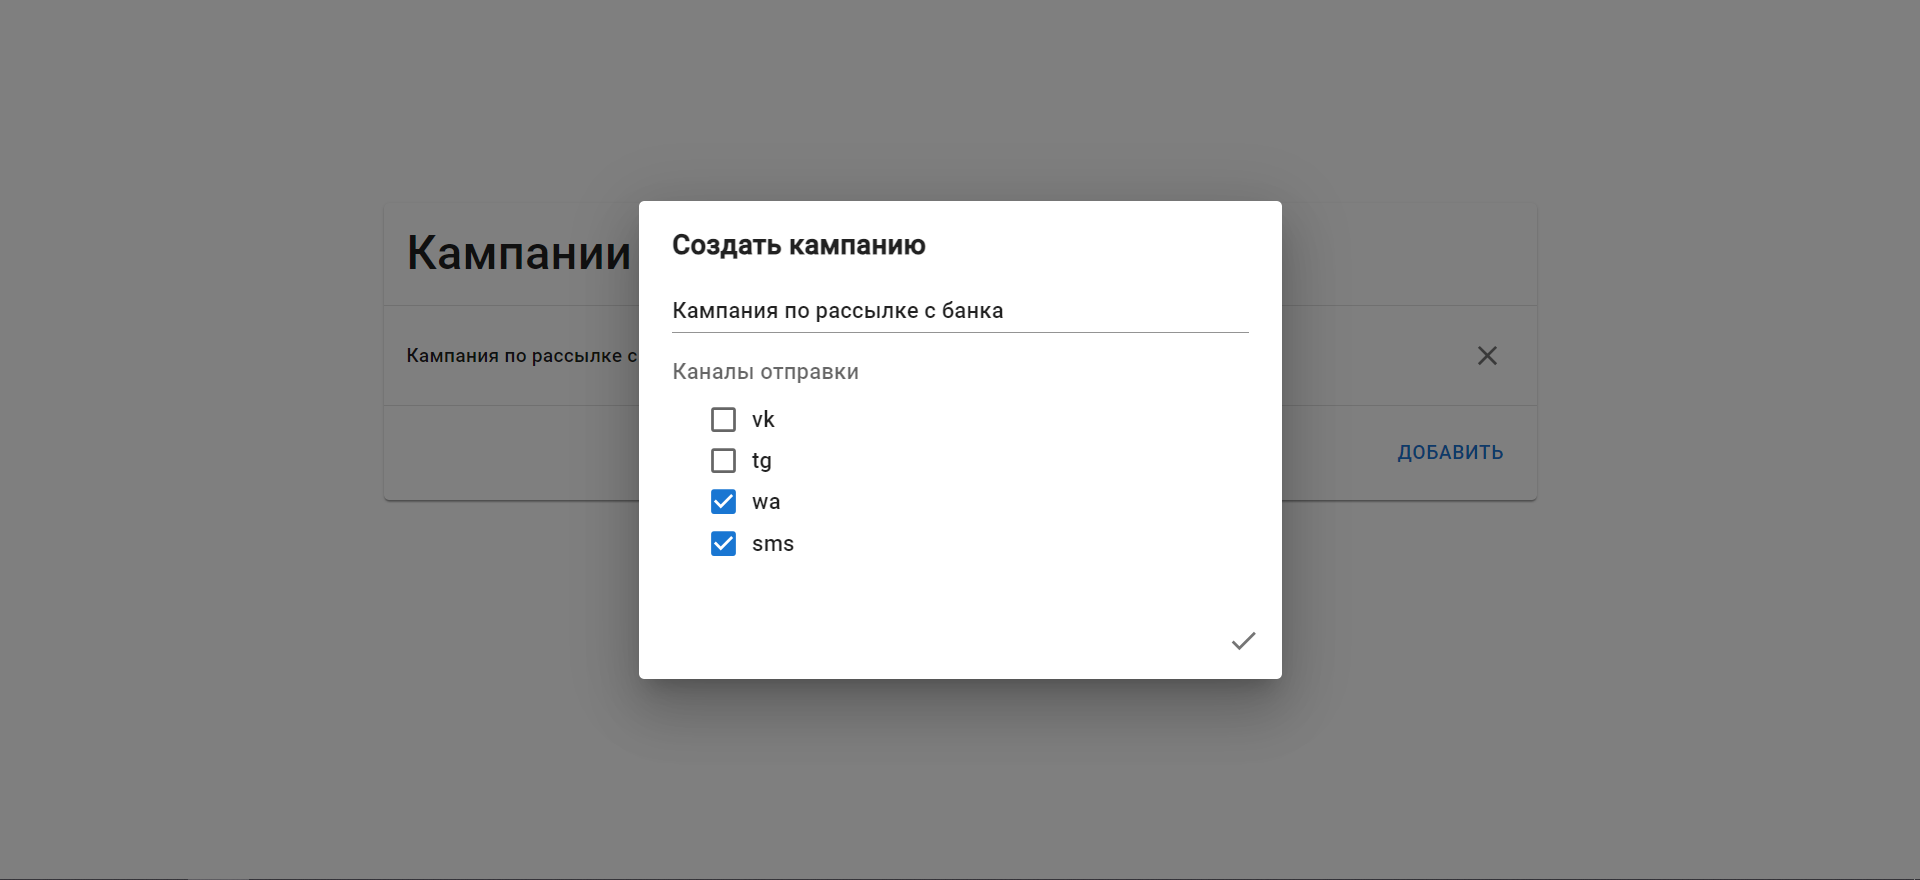 Кампании
Кампания по рассылке с
ДОБАВИТЬ
Создать кампанию
Кампания по рассылке с банка
Каналы отправки
vk
tg
wa
sms